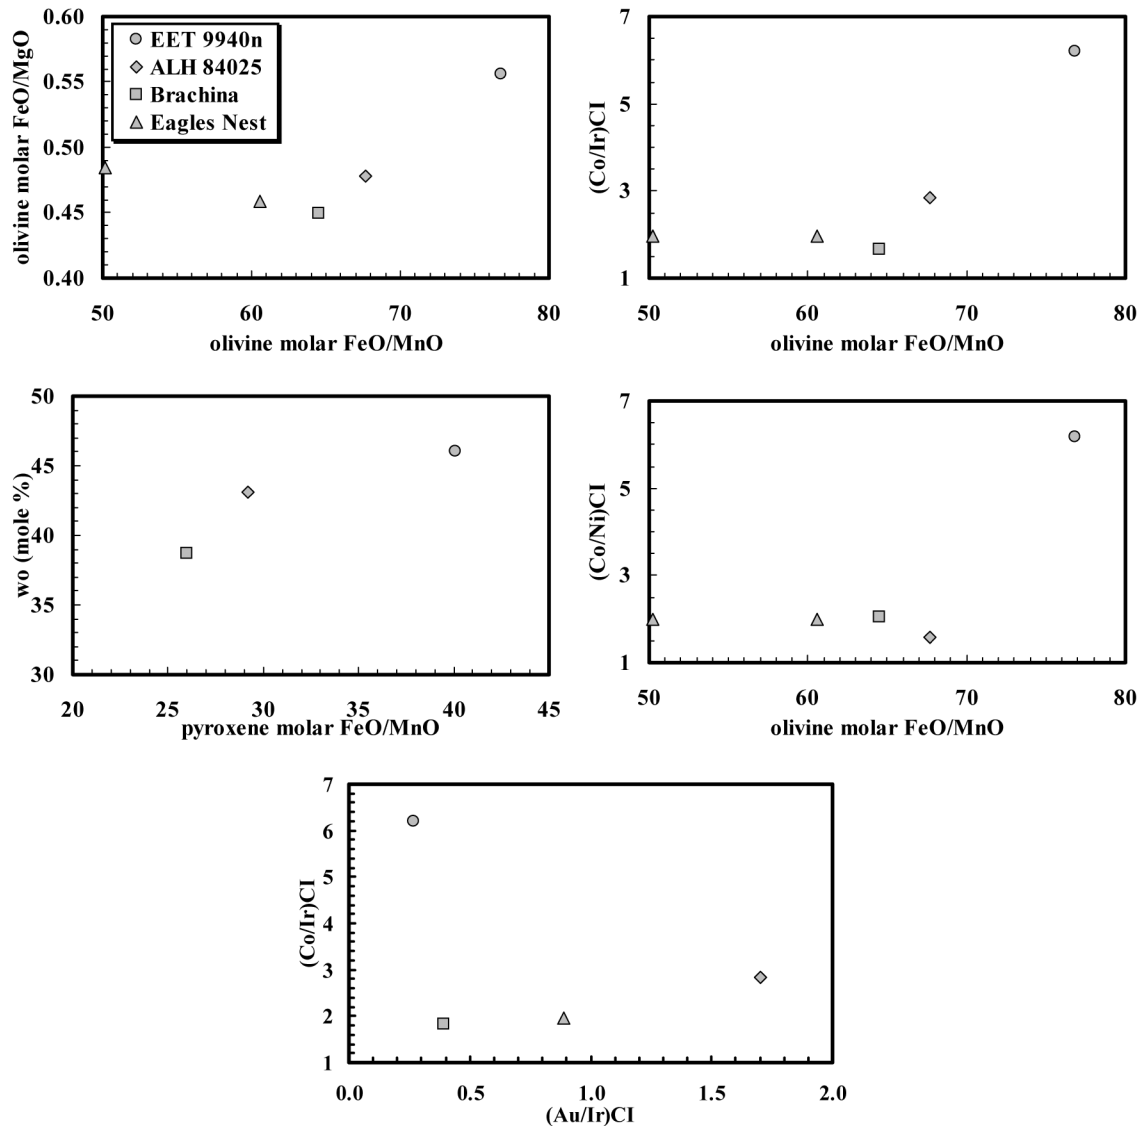 0.60
0.55
0.50
0.45
0.40
olivine molar FeO/MgO
EET 9940n
ALH 84025
Brachina
Eagles Nest
50 60 70 80
olivine molar FeO/MnO
7
5
3
1
(Co/Ir)CI
50 60 70 80
olivine molar FeO/MnO
50
45
40
35
30
wo (mole %)
20 25 30 35 40 45
pyroxene molar FeO/MnO
7
5
3
1
(Co/Ni)CI
50 60 70 80
olivine molar FeO/MnO
7
6
5
4
3
2
1
(Co/Ir)CI
0.0 0.5 1.0 1.5 2.0
(Au/Ir)CI